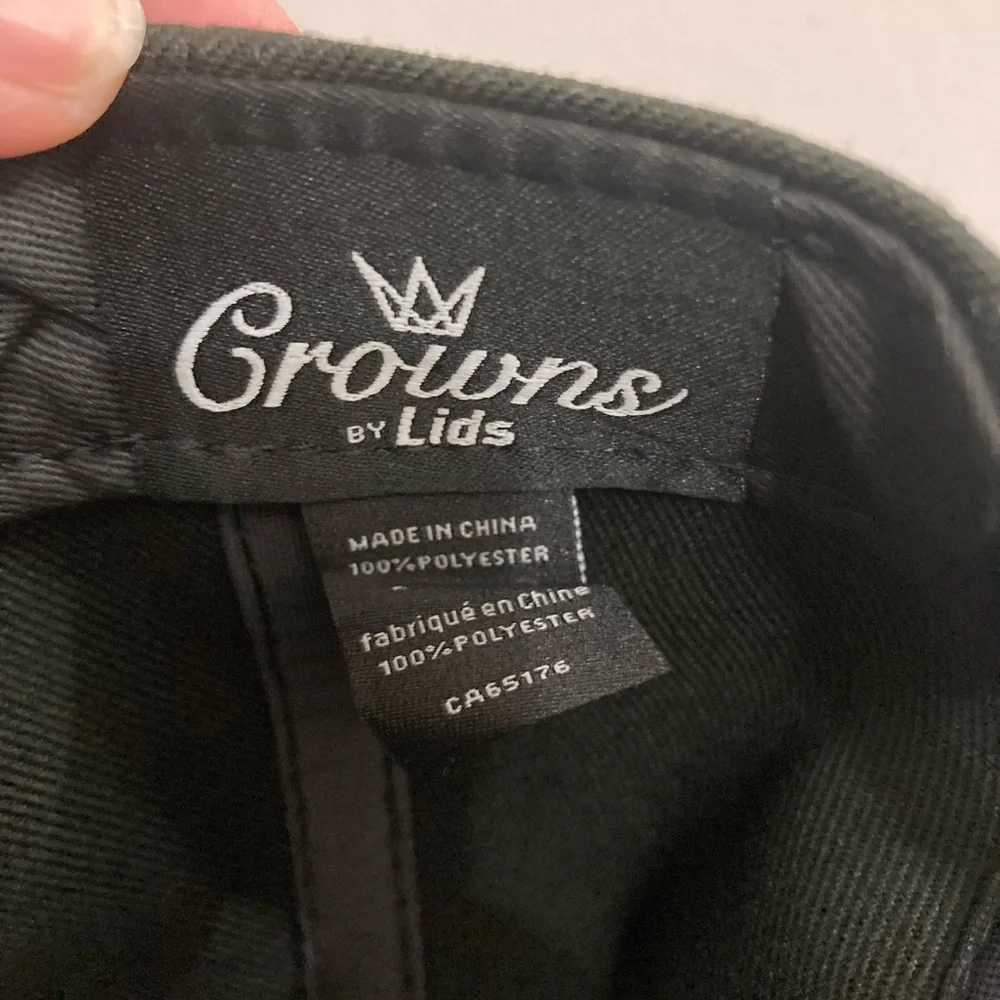 Crowns
BY Lids
MADE IN CHINA
100%POLYESTER
fabriqué en Chine
100%POLYESTER
CA65176